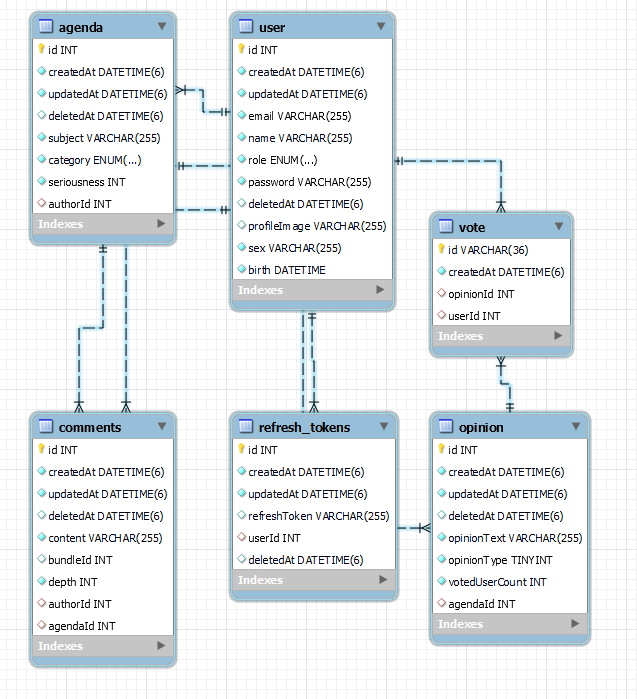 agenda
id INT
createdAt DATETIME(6)
updatedAt DATETIME(6)
deletedAt DATETIME(6)
subject VARCHAR(255)
category ENUM(...)
seriousness INT
authorId INT
Indexes
user
id INT
createdAt DATETIME(6)
updatedAt DATETIME(6)
email VARCHAR(255)
name VARCHAR(255)
role ENUM(...)
password VARCHAR(255)
deletedAt DATETIME(6)
profileImage VARCHAR(255)
sex VARCHAR(255)
birth DATETIME
Indexes
vote
id VARCHAR(36)
createdAt DATETIME(6)
opinionId INT
userId INT
Indexes
comments
id INT
createdAt DATETIME(6)
updatedAt DATETIME(6)
deletedAt DATETIME(6)
content VARCHAR(255)
bundleId INT
depth INT
authorId INT
agendaId INT
Indexes
refresh_tokens
id INT
createdAt DATETIME(6)
updatedAt DATETIME(6)
refreshToken VARCHAR(255)
userId INT
deletedAt DATETIME(6)
Indexes
opinion
id INT
createdAt DATETIME(6)
updatedAt DATETIME(6)
deletedAt DATETIME(6)
opinionText VARCHAR(255)
opinionType TINYINT
votedUserCount INT
agendaId INT
Indexes